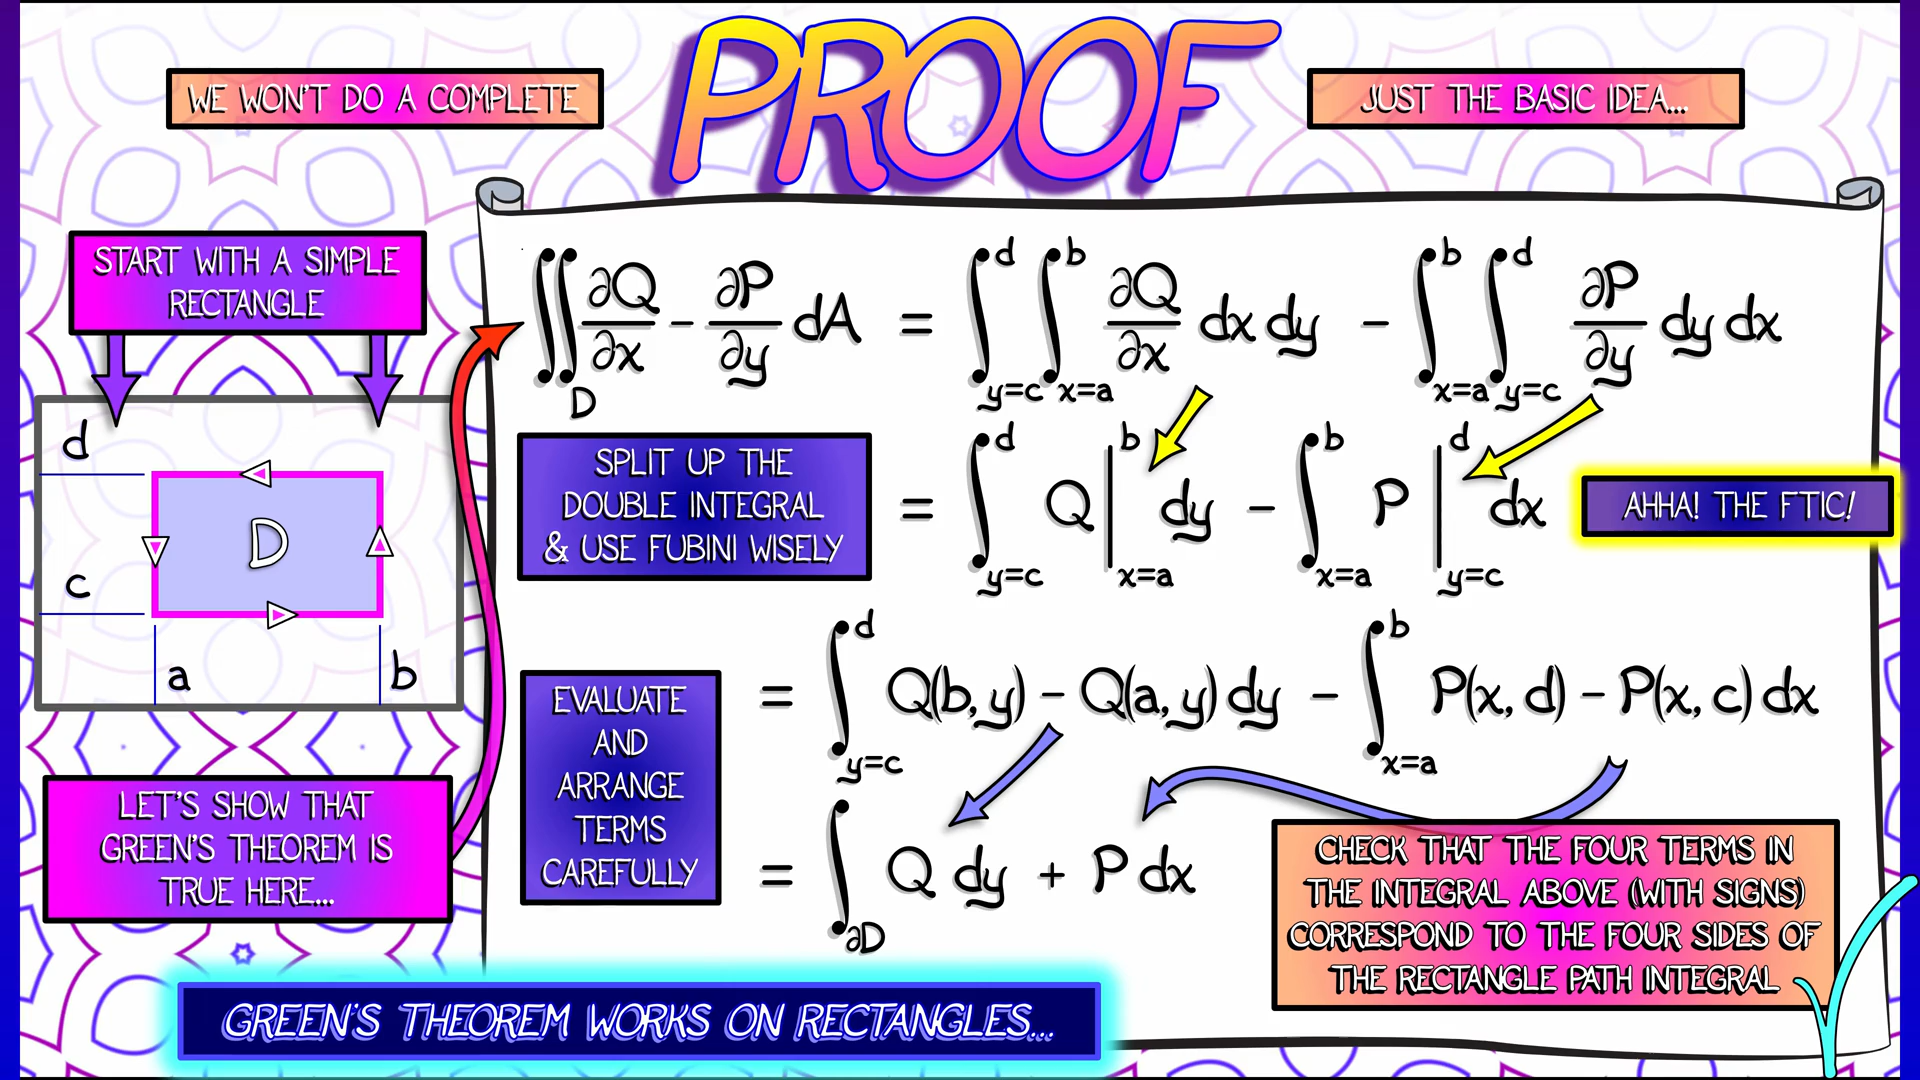 WE WON'T DO A COMPLETE
PROOF
JUST THE BASIC IDEA...
START WITH A SIMPLE
RECTANGLE
d
c
D
a
b
LET'S SHOW THAT
GREEN'S THEOREM IS
TRUE HERE...
∬_D ∂Q/∂x - ∂P/∂y dA = ∫_{y=c}^{d} ∫_{x=a}^{b} ∂Q/∂x dx dy - ∫_{x=a}^{b} ∫_{y=c}^{d} ∂P/∂y dy dx
SPLIT UP THE
DOUBLE INTEGRAL
& USE FUBINI WISELY
= ∫_{y=c}^{d} Q|_{x=a}^{b} dy - ∫_{x=a}^{b} P|_{y=c}^{d} dx
AHHA! THE FTIC!
EVALUATE
AND
ARRANGE
TERMS
CAREFULLY
= ∫_{y=c}^{d} Q(b,y) - Q(a,y) dy - ∫_{x=a}^{b} P(x,d) - P(x,c) dx
= ∫_{∂D} Q dy + P dx
CHECK THAT THE FOUR TERMS IN
THE INTEGRAL ABOVE (WITH SIGNS)
CORRESPOND TO THE FOUR SIDES OF
THE RECTANGLE PATH INTEGRAL
GREEN'S THEOREM WORKS ON RECTANGLES...